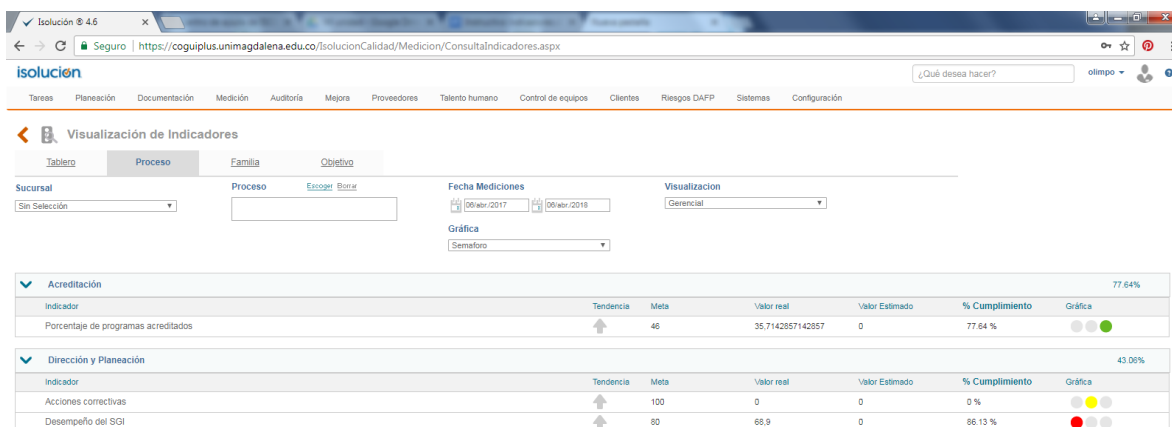 Isolución ® 4.6
Seguro | https://coguiplus.unimagdalena.edu.co/IsolucionCalidad/Medicion/ConsultaIndicadores.aspx
isolución ¿Qué desea hacer? olimpo
Tareas Planeación Documentación Medición Auditoría Mejora Proveedores Talento humano Control de equipos Clientes Riesgos DAFP Sistemas Configuración
Visualización de Indicadores
Tablero Proceso Familia Objetivo
Sucursal Proceso Escoger Borrar Fecha Mediciones Visualizacion
Sin Selección 06/abr./2017 06/abr./2018 Gerencial
Gráfica
Semaforo
Acreditación 77.64%
Indicador Tendencia Meta Valor real Valor Estimado % Cumplimiento Gráfica
Porcentaje de programas acreditados 46 35,7142857142857 0 77.64 %
Dirección y Planeación 43.06%
Indicador Tendencia Meta Valor real Valor Estimado % Cumplimiento Gráfica
Acciones correctivas 100 0 0 0 %
Desempeño del SGI 80 68,9 0 86.13 %